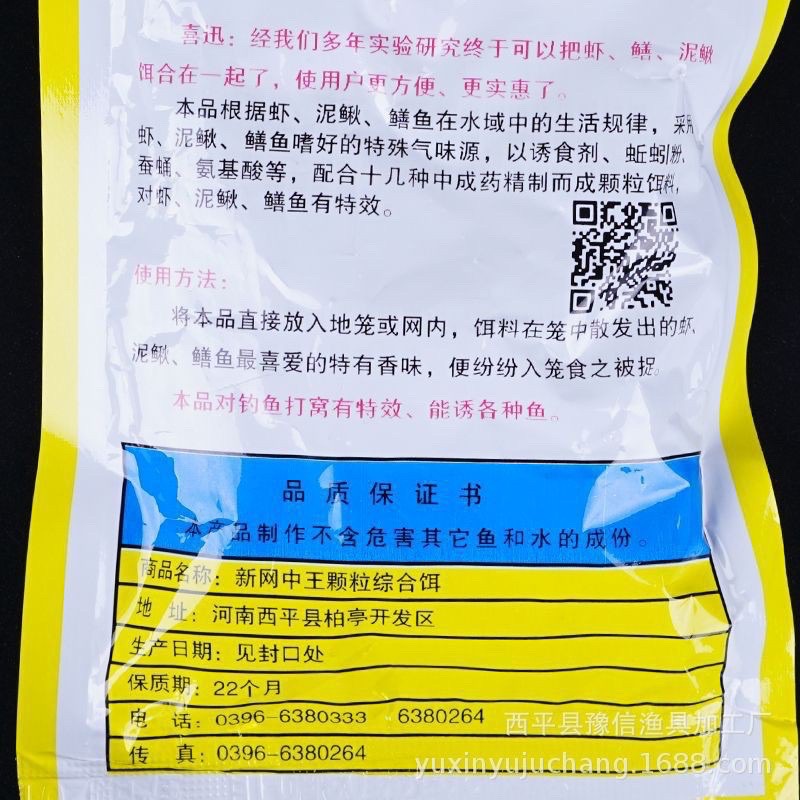 喜迅：经我们多年实验研究终于可以把虾、鳝、泥鳅
饵合在一起了，使用户更方便、更实惠了。
本品根据虾、泥鳅、鳝鱼在水域中的生活规律，采用
虾、泥鳅、鳝鱼嗜好的特殊气味源，以诱食剂、蚯蚓粉、
蚕蛹、氨基酸等，配合十几种中成药精制而成颗粒饵料，
对虾、泥鳅、鳝鱼有特效。
使用方法：
将本品直接放入地笼或网内，饵料在笼中散发出的虾、
泥鳅、鳝鱼最喜爱的特有香味，便纷纷入笼食之被捉。
本品对钓鱼打窝有特效、能诱各种鱼。
品质保证书
本产品制作不含危害其它鱼和水的成份。
商品名称：新网中王颗粒综合饵
地 址：河南西平县柏亭开发区
生产日期：见封口处
保质期：22个月
电 话：0396-6380333 6380264
传 真：0396-6380264
西平县豫信渔具加工厂
yuxinyujuchang.1688.com